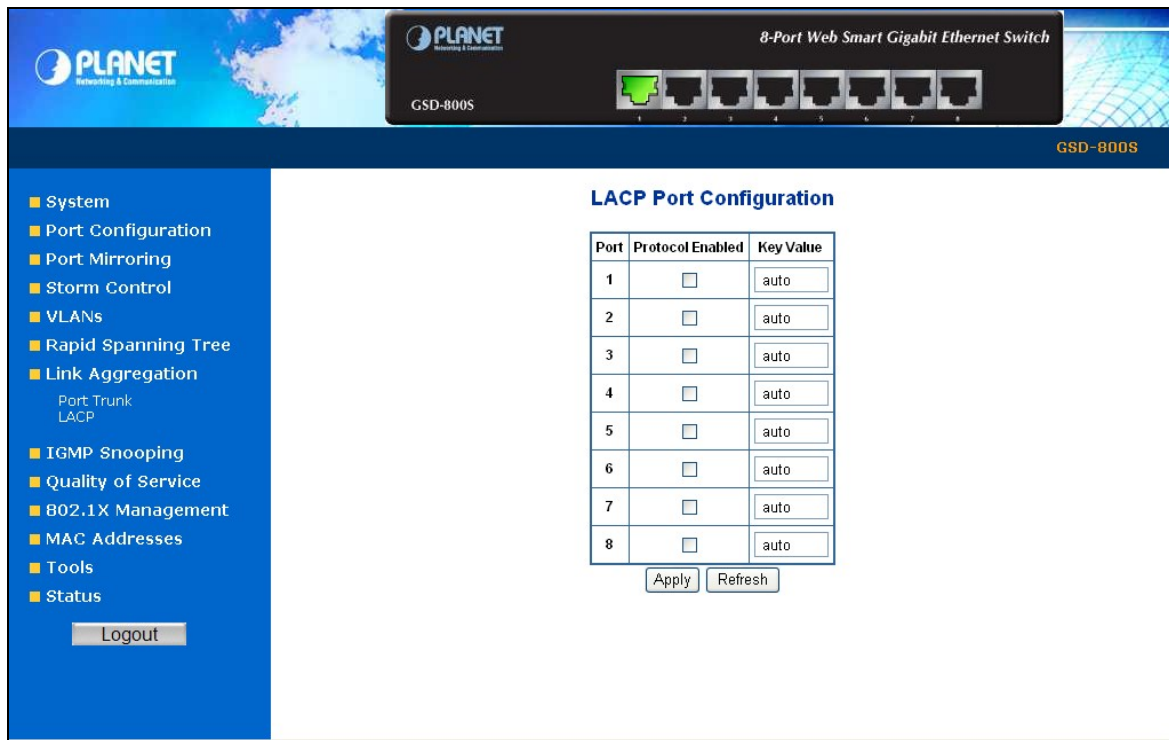 PLANET
Networking & Communication
PLANET
Networking & Communication
8-Port Web Smart Gigabit Ethernet Switch
GSD-800S
1 2 3 4 5 6 7 8
GSD-800S
System
Port Configuration
Port Mirroring
Storm Control
VLANs
Rapid Spanning Tree
Link Aggregation
Port Trunk
LACP
IGMP Snooping
Quality of Service
802.1X Management
MAC Addresses
Tools
Status
Logout
LACP Port Configuration
Port Protocol Enabled Key Value
1 auto
2 auto
3 auto
4 auto
5 auto
6 auto
7 auto
8 auto
Apply Refresh